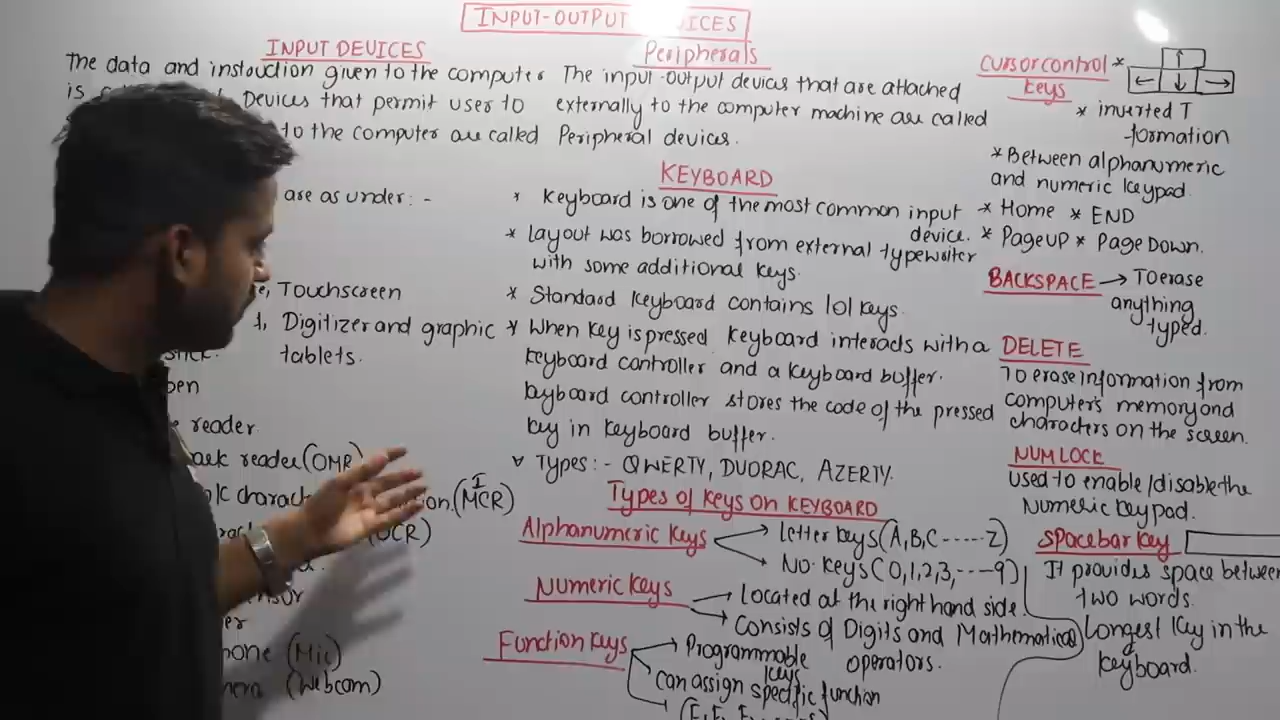 INPUT-OUTPUT
INPUT DEVICES
The data and instouction given to the computer
is
Devices that permit user to
to the computer are called
are as under:-
Touchscreen
Digitizer and graphic
tablets.
pen
reader
reader (OMR)
(MICR)
(OCR)
(Mic)
(Webcam)
Peripherals
The input-output devices that are attached
externally to the computer machine are called
Peripheral devices.
KEYBOARD
* Keyboard is one of the most common input
device.
* Layout was borrowed from external typewriter
with some additional keys.
* Standard Keyboard contains 101 keys.
* When key is pressed keyboard interacts with a
keyboard controller and a keyboard buffer.
keyboard controller stores the code of the pressed
key in keyboard buffer.
* Types:- QWERTY, DVORAC, AZERTY.
Types of keys on KEYBOARD
Alphanumeric keys → Letter keys (A,B,C-----Z)
→ No. keys (0,1,2,3,----9)
Numeric keys → Located at the right hand side.
→ Consists of Digits and Mathematical
operators.
Function keys → Programmable
keys
→ can assign specific function
Cursor control *
keys
↑
← ↓ →
* inverted T
formation
* Between alphanumeric
and numeric keypad.
* Home * END
* PageUP * Page Down.
BACKSPACE → To erase
anything
typed.
DELETE
To erase information from
computer's memory and
characters on the screen.
NUM LOCK
used to enable/disable the
Numeric keypad.
spacebar key
It provides space between
two words.
Longest key in the
keyboard.